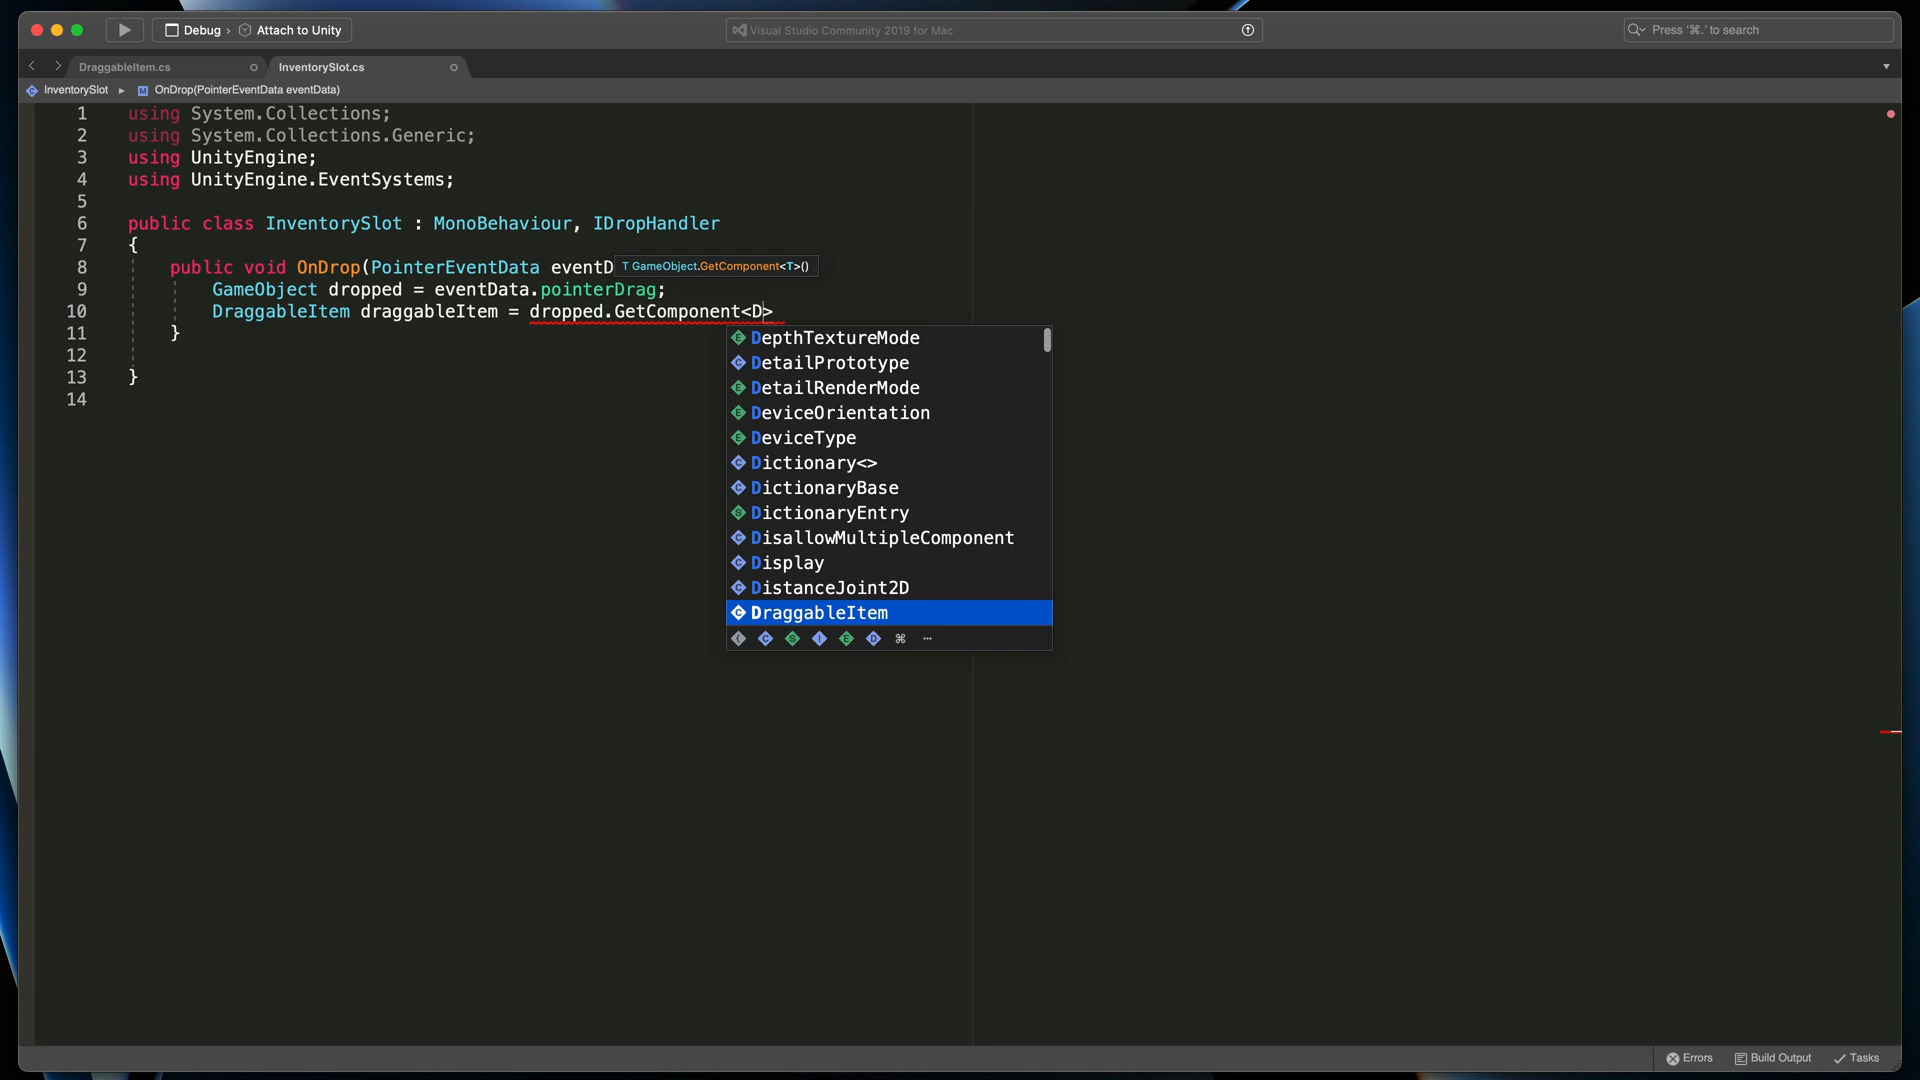 Debug › Attach to Unity
Visual Studio Community 2019 for Mac
Press ‘⌘.’ to search
DraggableItem.cs
InventorySlot.cs
InventorySlot ▸ OnDrop(PointerEventData eventData)
1 using System.Collections;
2 using System.Collections.Generic;
3 using UnityEngine;
4 using UnityEngine.EventSystems;
5
6 public class InventorySlot : MonoBehaviour, IDropHandler
7 {
8 public void OnDrop(PointerEventData eventD
T GameObject.GetComponent<T>()
9 GameObject dropped = eventData.pointerDrag;
10 DraggableItem draggableItem = dropped.GetComponent<D>
11 }
12
13 }
14
DepthTextureMode
DetailPrototype
DetailRenderMode
DeviceOrientation
DeviceType
Dictionary<>
DictionaryBase
DictionaryEntry
DisallowMultipleComponent
Display
DistanceJoint2D
DraggableItem
Errors
Build Output
Tasks